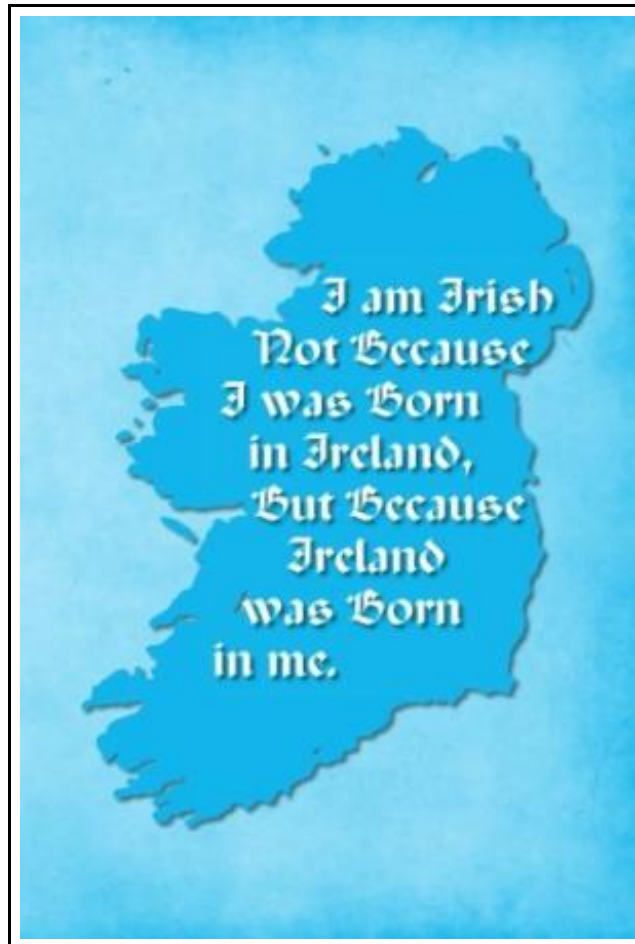 I am Irish
Not Because
I was Born
in Ireland,
But Because
Ireland
was Born
in me.